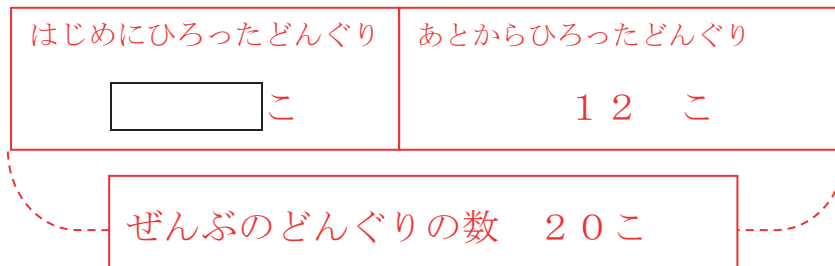 はじめにひろったどんぐり
こ
あとからひろったどんぐり
１２　こ
ぜんぶのどんぐりの数　２０こ